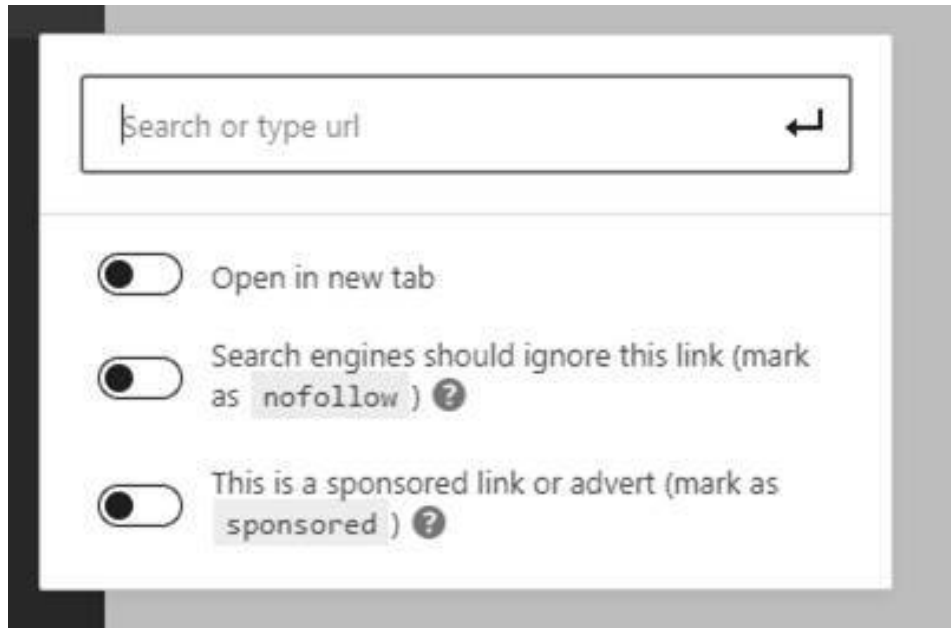 Search or type url
Open in new tab
Search engines should ignore this link (mark
as nofollow ) ?
This is a sponsored link or advert (mark as
sponsored ) ?